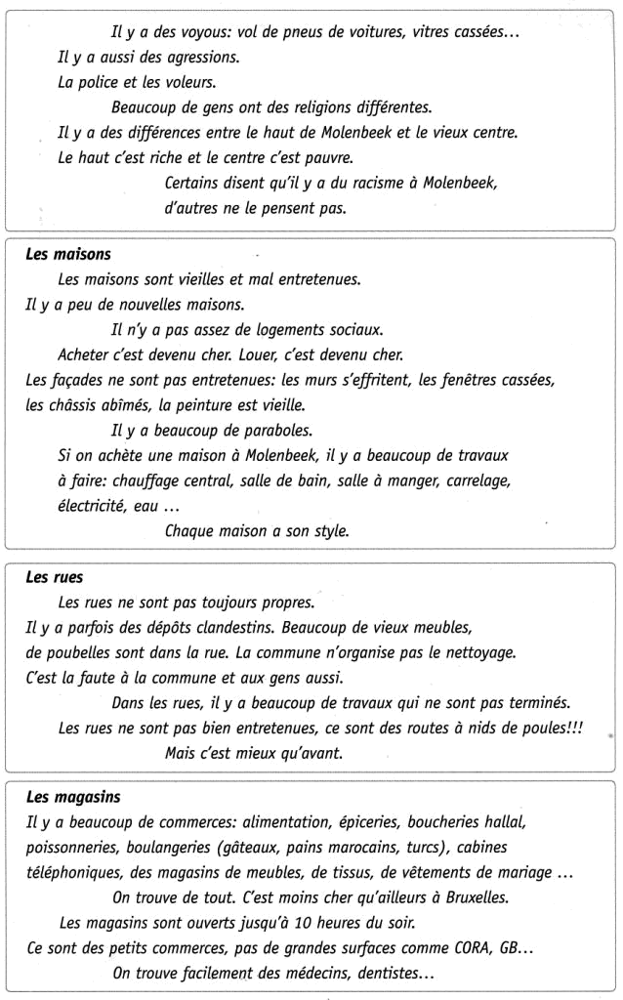 Il y a des voyous: vol de pneus de voitures, vitres cassées...
Il y a aussi des agressions.
La police et les voleurs.
Beaucoup de gens ont des religions différentes.
Il y a des différences entre le haut de Molenbeek et le vieux centre.
Le haut c'est riche et le centre c'est pauvre.
Certains disent qu'il y a du racisme à Molenbeek,
d'autres ne le pensent pas.
Les maisons
Les maisons sont vieilles et mal entretenues.
Il y a peu de nouvelles maisons.
Il n'y a pas assez de logements sociaux.
Acheter c'est devenu cher. Louer, c'est devenu cher.
Les façades ne sont pas entretenues: les murs s'effritent, les fenêtres cassées,
les châssis abîmés, la peinture est vieille.
Il y a beaucoup de paraboles.
Si on achète une maison à Molenbeek, il y a beaucoup de travaux
à faire: chauffage central, salle de bain, salle à manger, carrelage,
électricité, eau ...
Chaque maison a son style.
Les rues
Les rues ne sont pas toujours propres.
Il y a parfois des dépôts clandestins. Beaucoup de vieux meubles,
de poubelles sont dans la rue. La commune n'organise pas le nettoyage.
C'est la faute à la commune et aux gens aussi.
Dans les rues, il y a beaucoup de travaux qui ne sont pas terminés.
Les rues ne sont pas bien entretenues, ce sont des routes à nids de poules!!!
Mais c'est mieux qu'avant.
Les magasins
Il y a beaucoup de commerces: alimentation, épiceries, boucheries hallal,
poissonneries, boulangeries (gâteaux, pains marocains, turcs), cabines
téléphoniques, des magasins de meubles, de tissus, de vêtements de mariage ...
On trouve de tout. C'est moins cher qu'ailleurs à Bruxelles.
Les magasins sont ouverts jusqu'à 10 heures du soir.
Ce sont des petits commerces, pas de grandes surfaces comme CORA, GB...
On trouve facilement des médecins, dentistes...